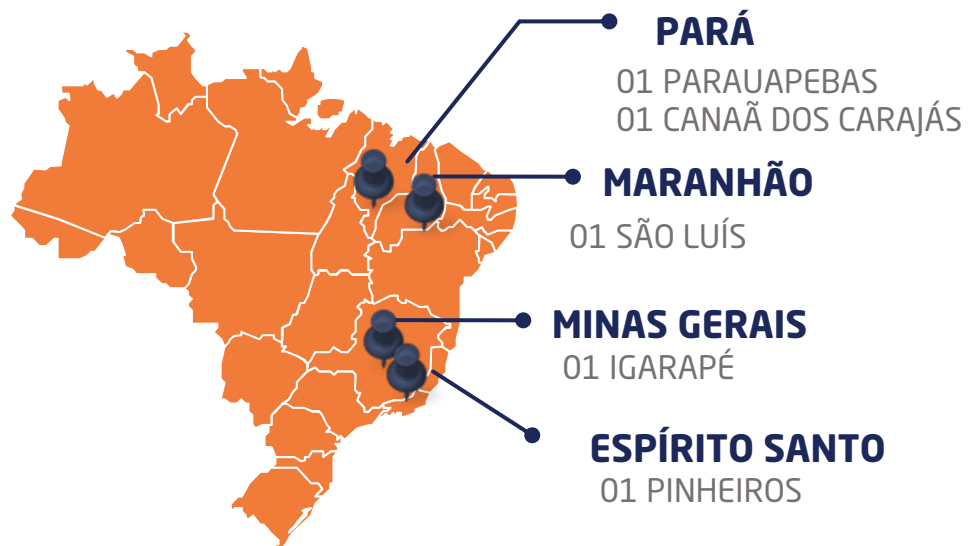 PARÁ
01 PARAUAPEBAS
01 CANAÃ DOS CARAJÁS
MARANHÃO
01 SÃO LUÍS
MINAS GERAIS
01 IGARAPÉ
ESPÍRITO SANTO
01 PINHEIROS